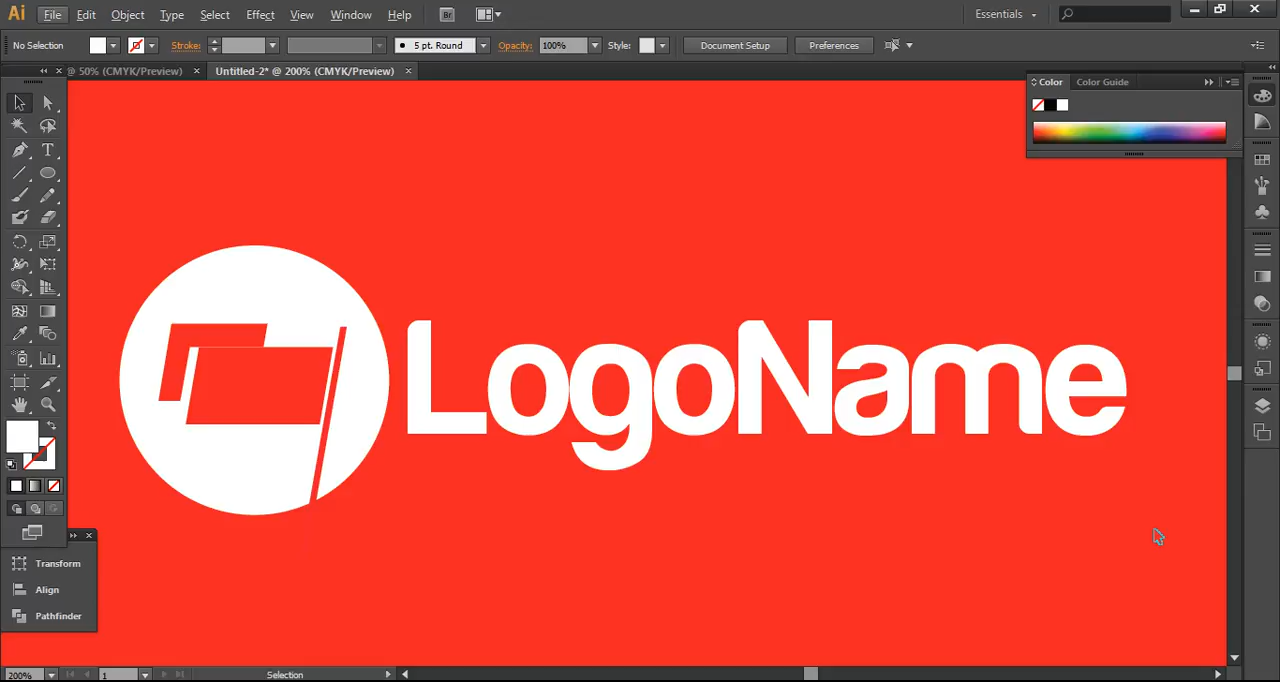 Ai File Edit Object Type Select Effect View Window Help Br Essentials
No Selection Stroke: 5 pt. Round Opacity: 100% Style: Document Setup Preferences
@ 50% (CMYK/Preview) × Untitled-2* @ 200% (CMYK/Preview) ×
Color Color Guide
LogoName
Transform
Align
Pathfinder
200% 1 Selection